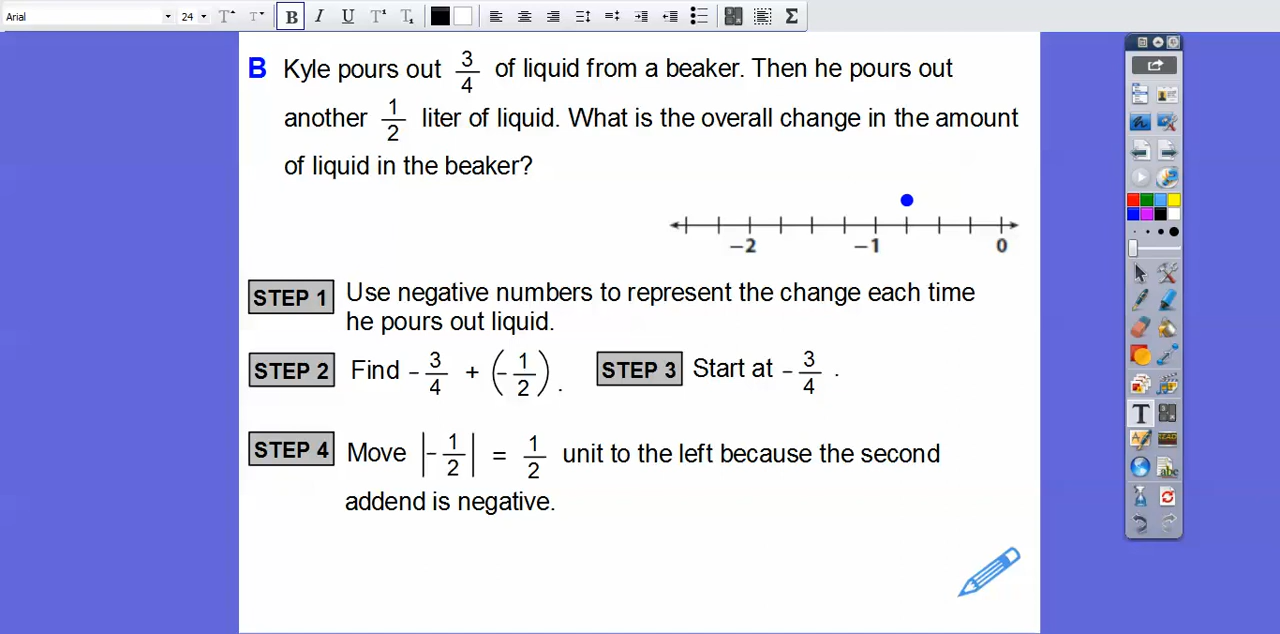 Arial 24 T T B I U T¹ T₁ Σ
B Kyle pours out 3/4 of liquid from a beaker. Then he pours out
another 1/2 liter of liquid. What is the overall change in the amount
of liquid in the beaker?
−2 −1 0
STEP 1 Use negative numbers to represent the change each time
he pours out liquid.
STEP 2 Find -3/4 + (-1/2). STEP 3 Start at -3/4.
STEP 4 Move |-1/2| = 1/2 unit to the left because the second
addend is negative.
T